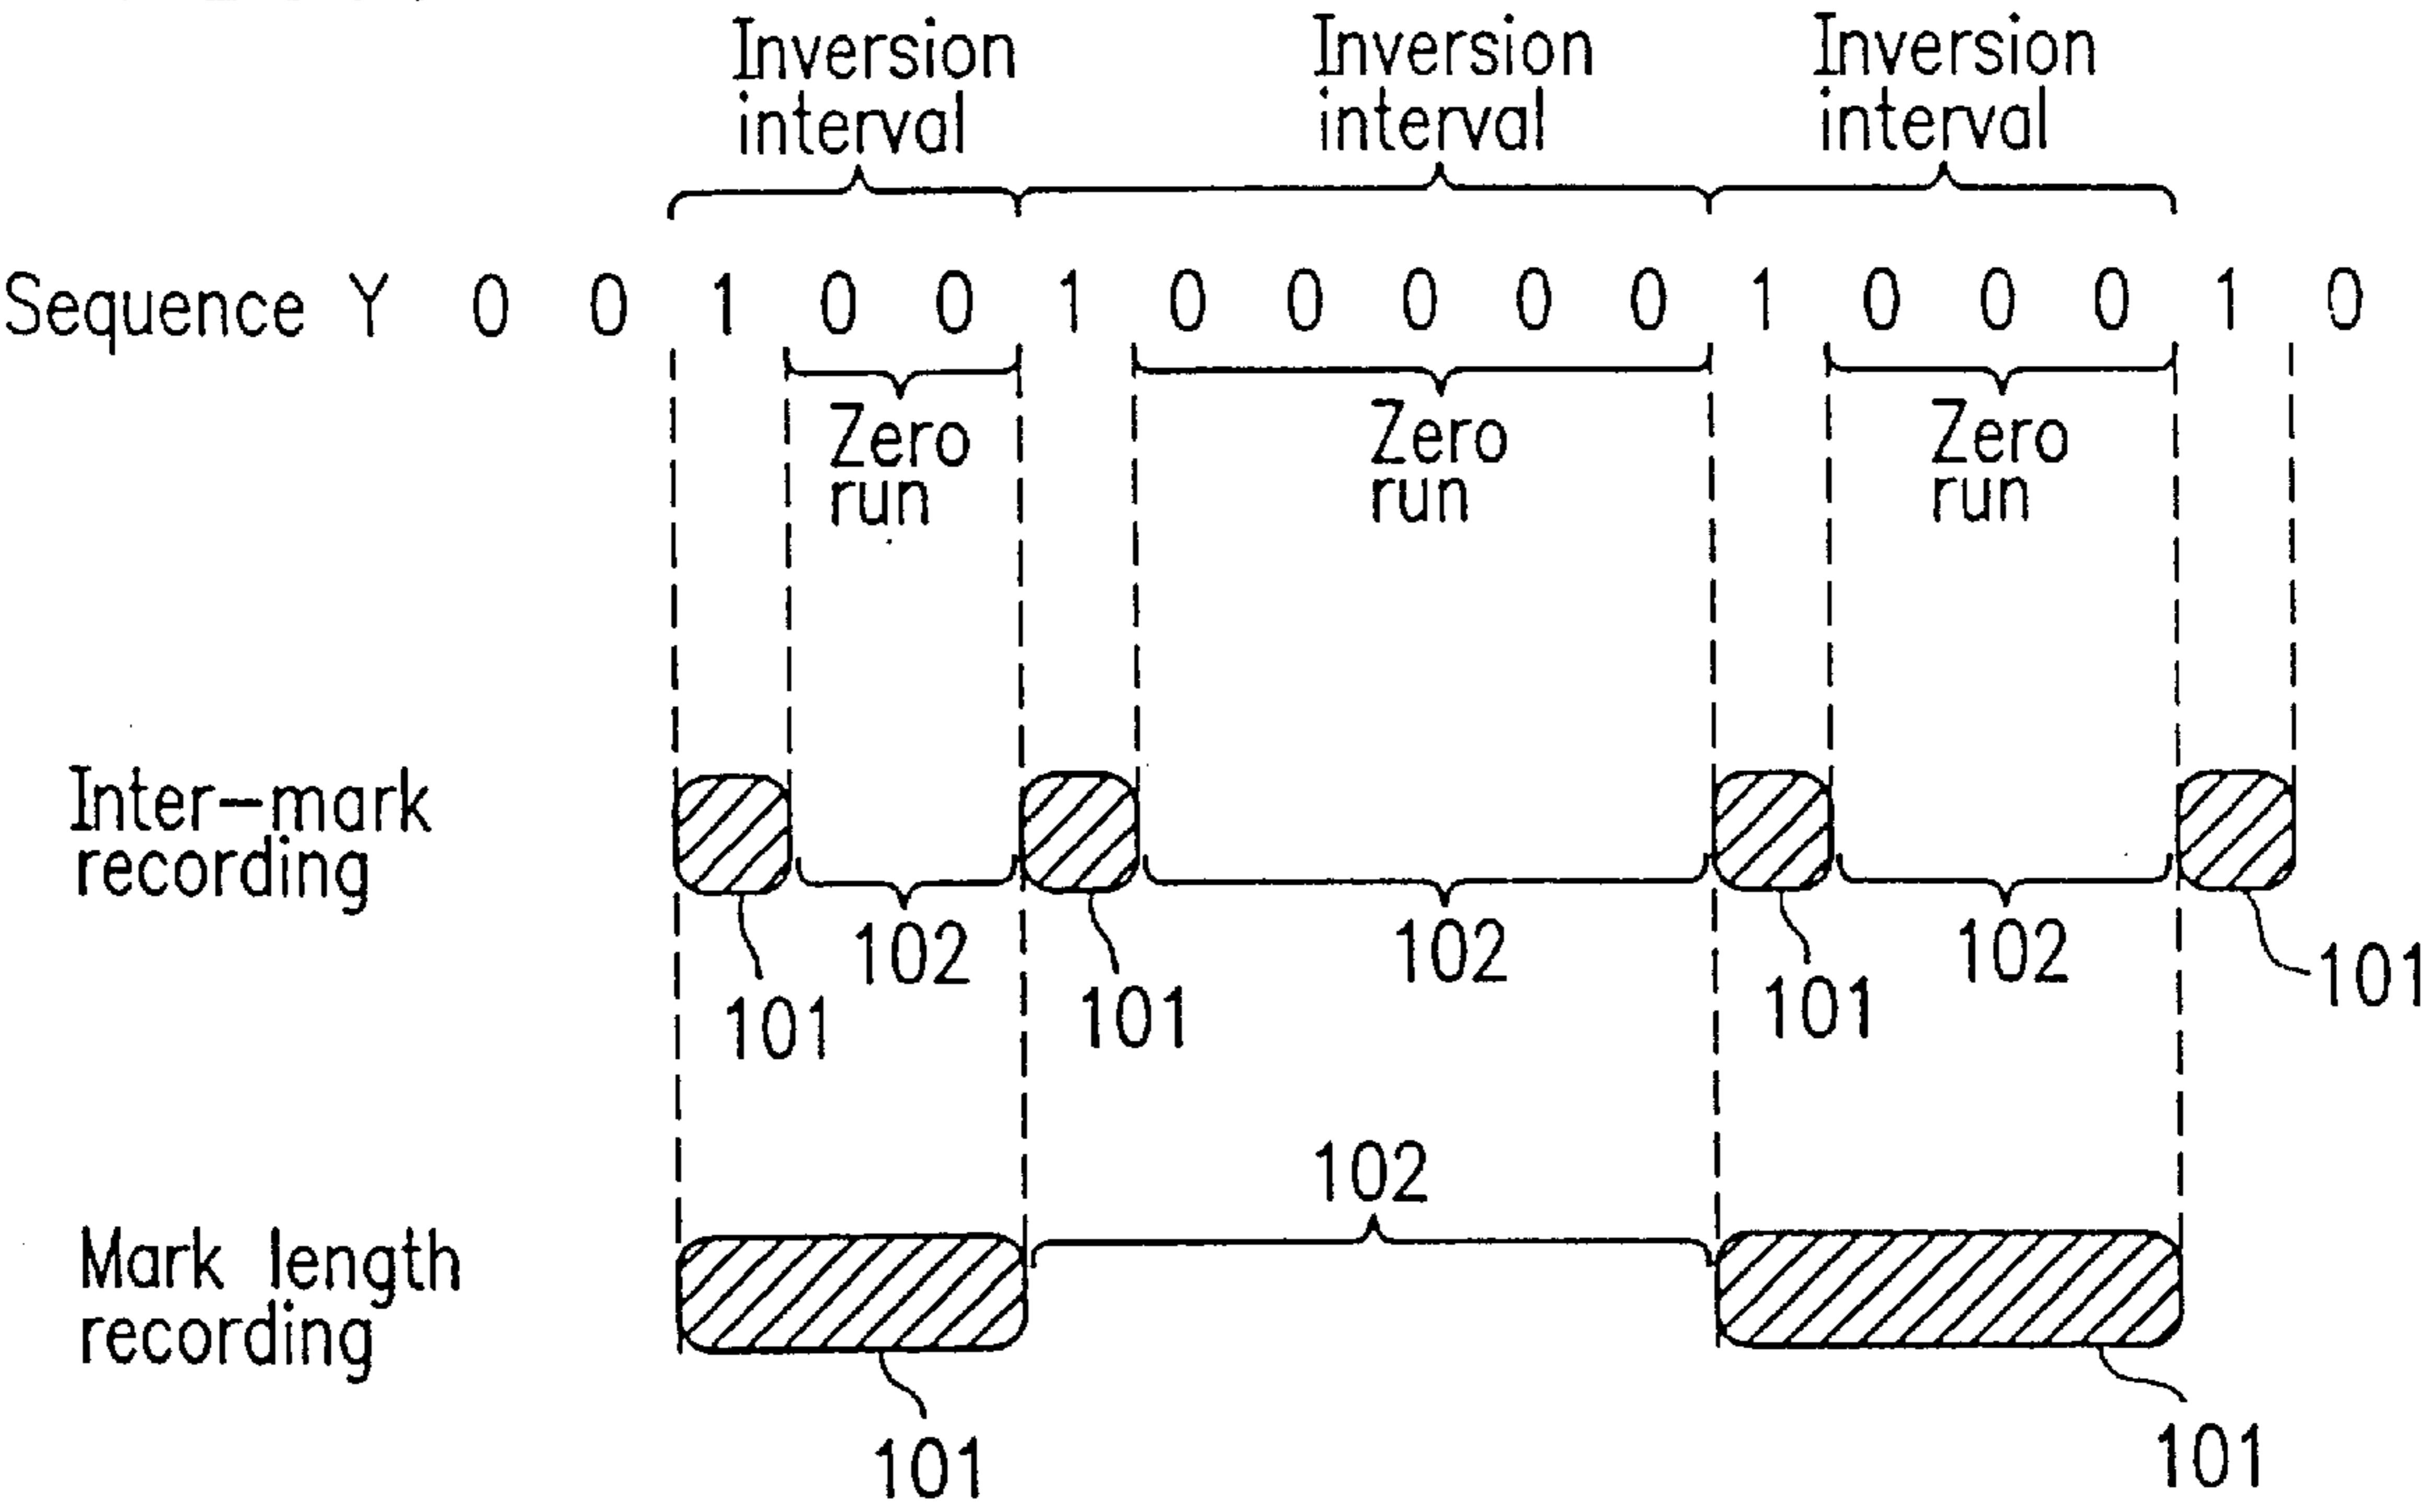 Inversion interval
Inversion interval
Inversion interval
Sequence Y 0 0 1 0 0 1 0 0 0 0 0 1 0 0 0 1 0
Zero run
Zero run
Zero run
Inter-mark recording
102
102
102
101
101
101
101
102
Mark length recording
101
101